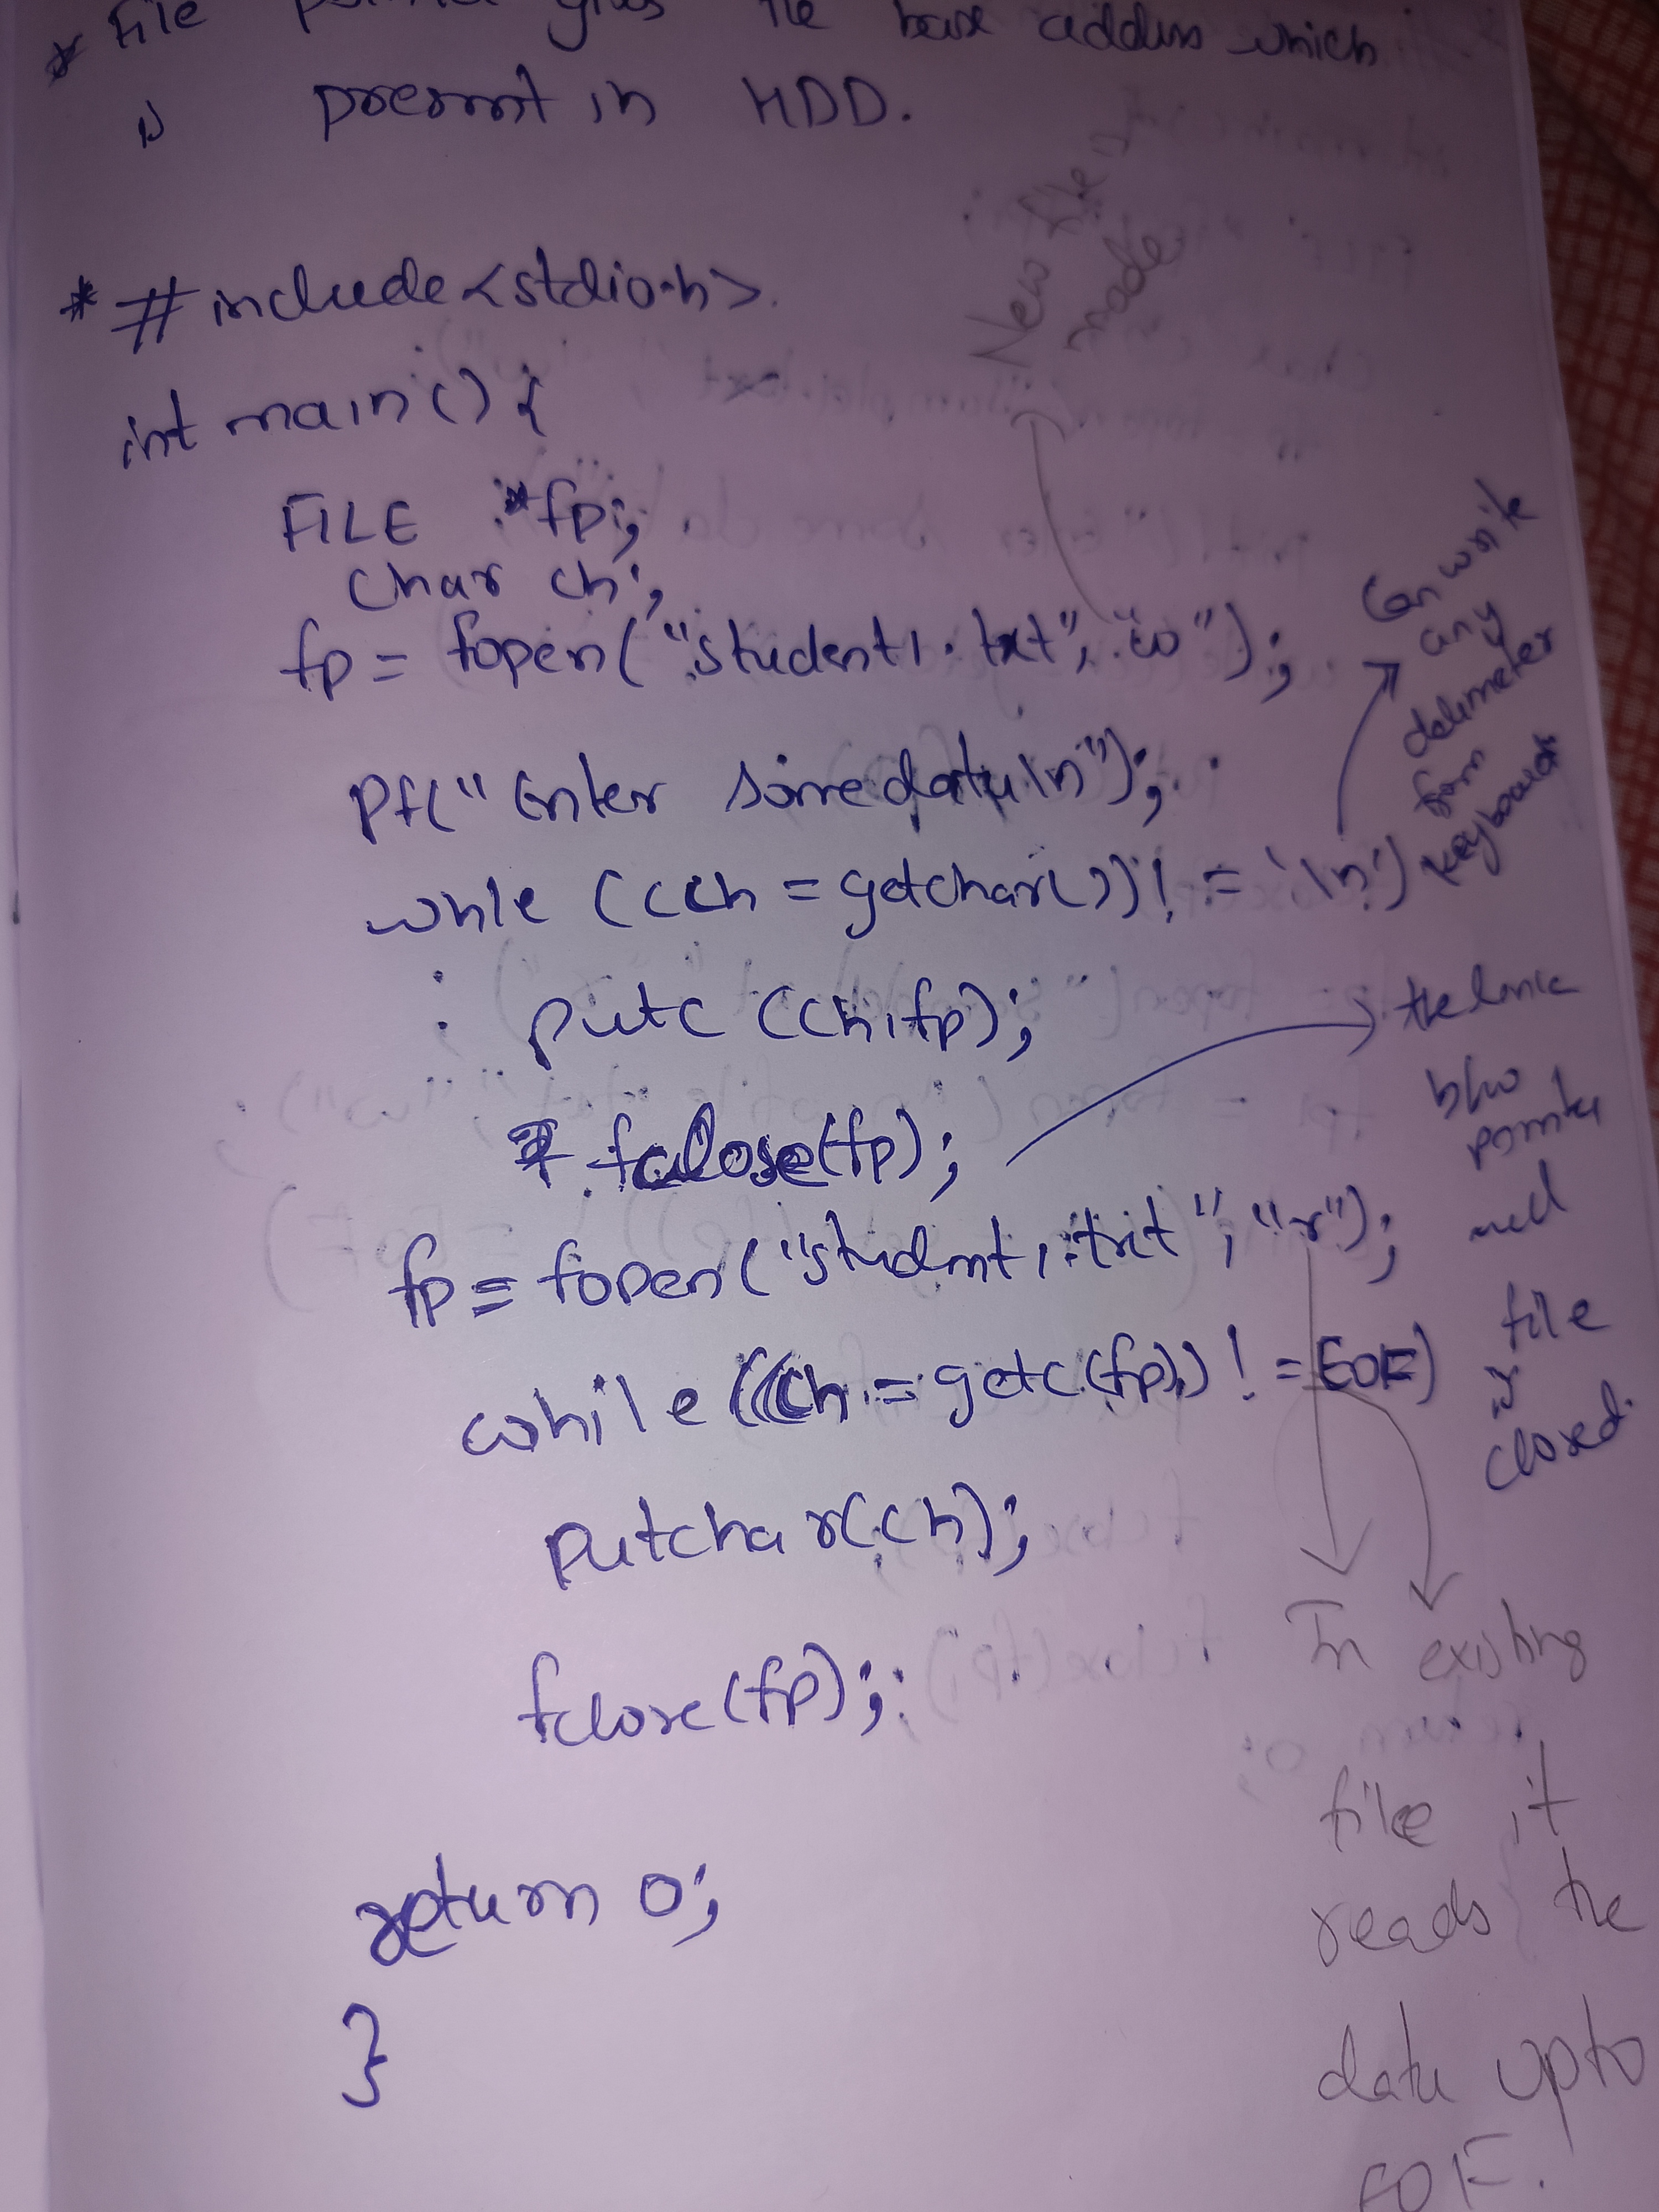 * File pointer gives the base address which
is present in HDD.
* #include<stdio.h>
New file is
made
int main() {
FILE *fp;
char ch;
fp = fopen("student1.txt", "w");
Can write
any
delimeter
from
keyboard
pf("Enter some data\n");
while ((ch = getchar()) != '\n')
putc (ch, fp);
fclose(fp);
the
b/w
pointer
and
file
is
closed.
fp = fopen("student1.txt", "r");
while ((ch = getc(fp)) != EOF)
putchar(ch);
fclose(fp);
In existing
file it
reads the
data upto
EOF.
return 0;
}